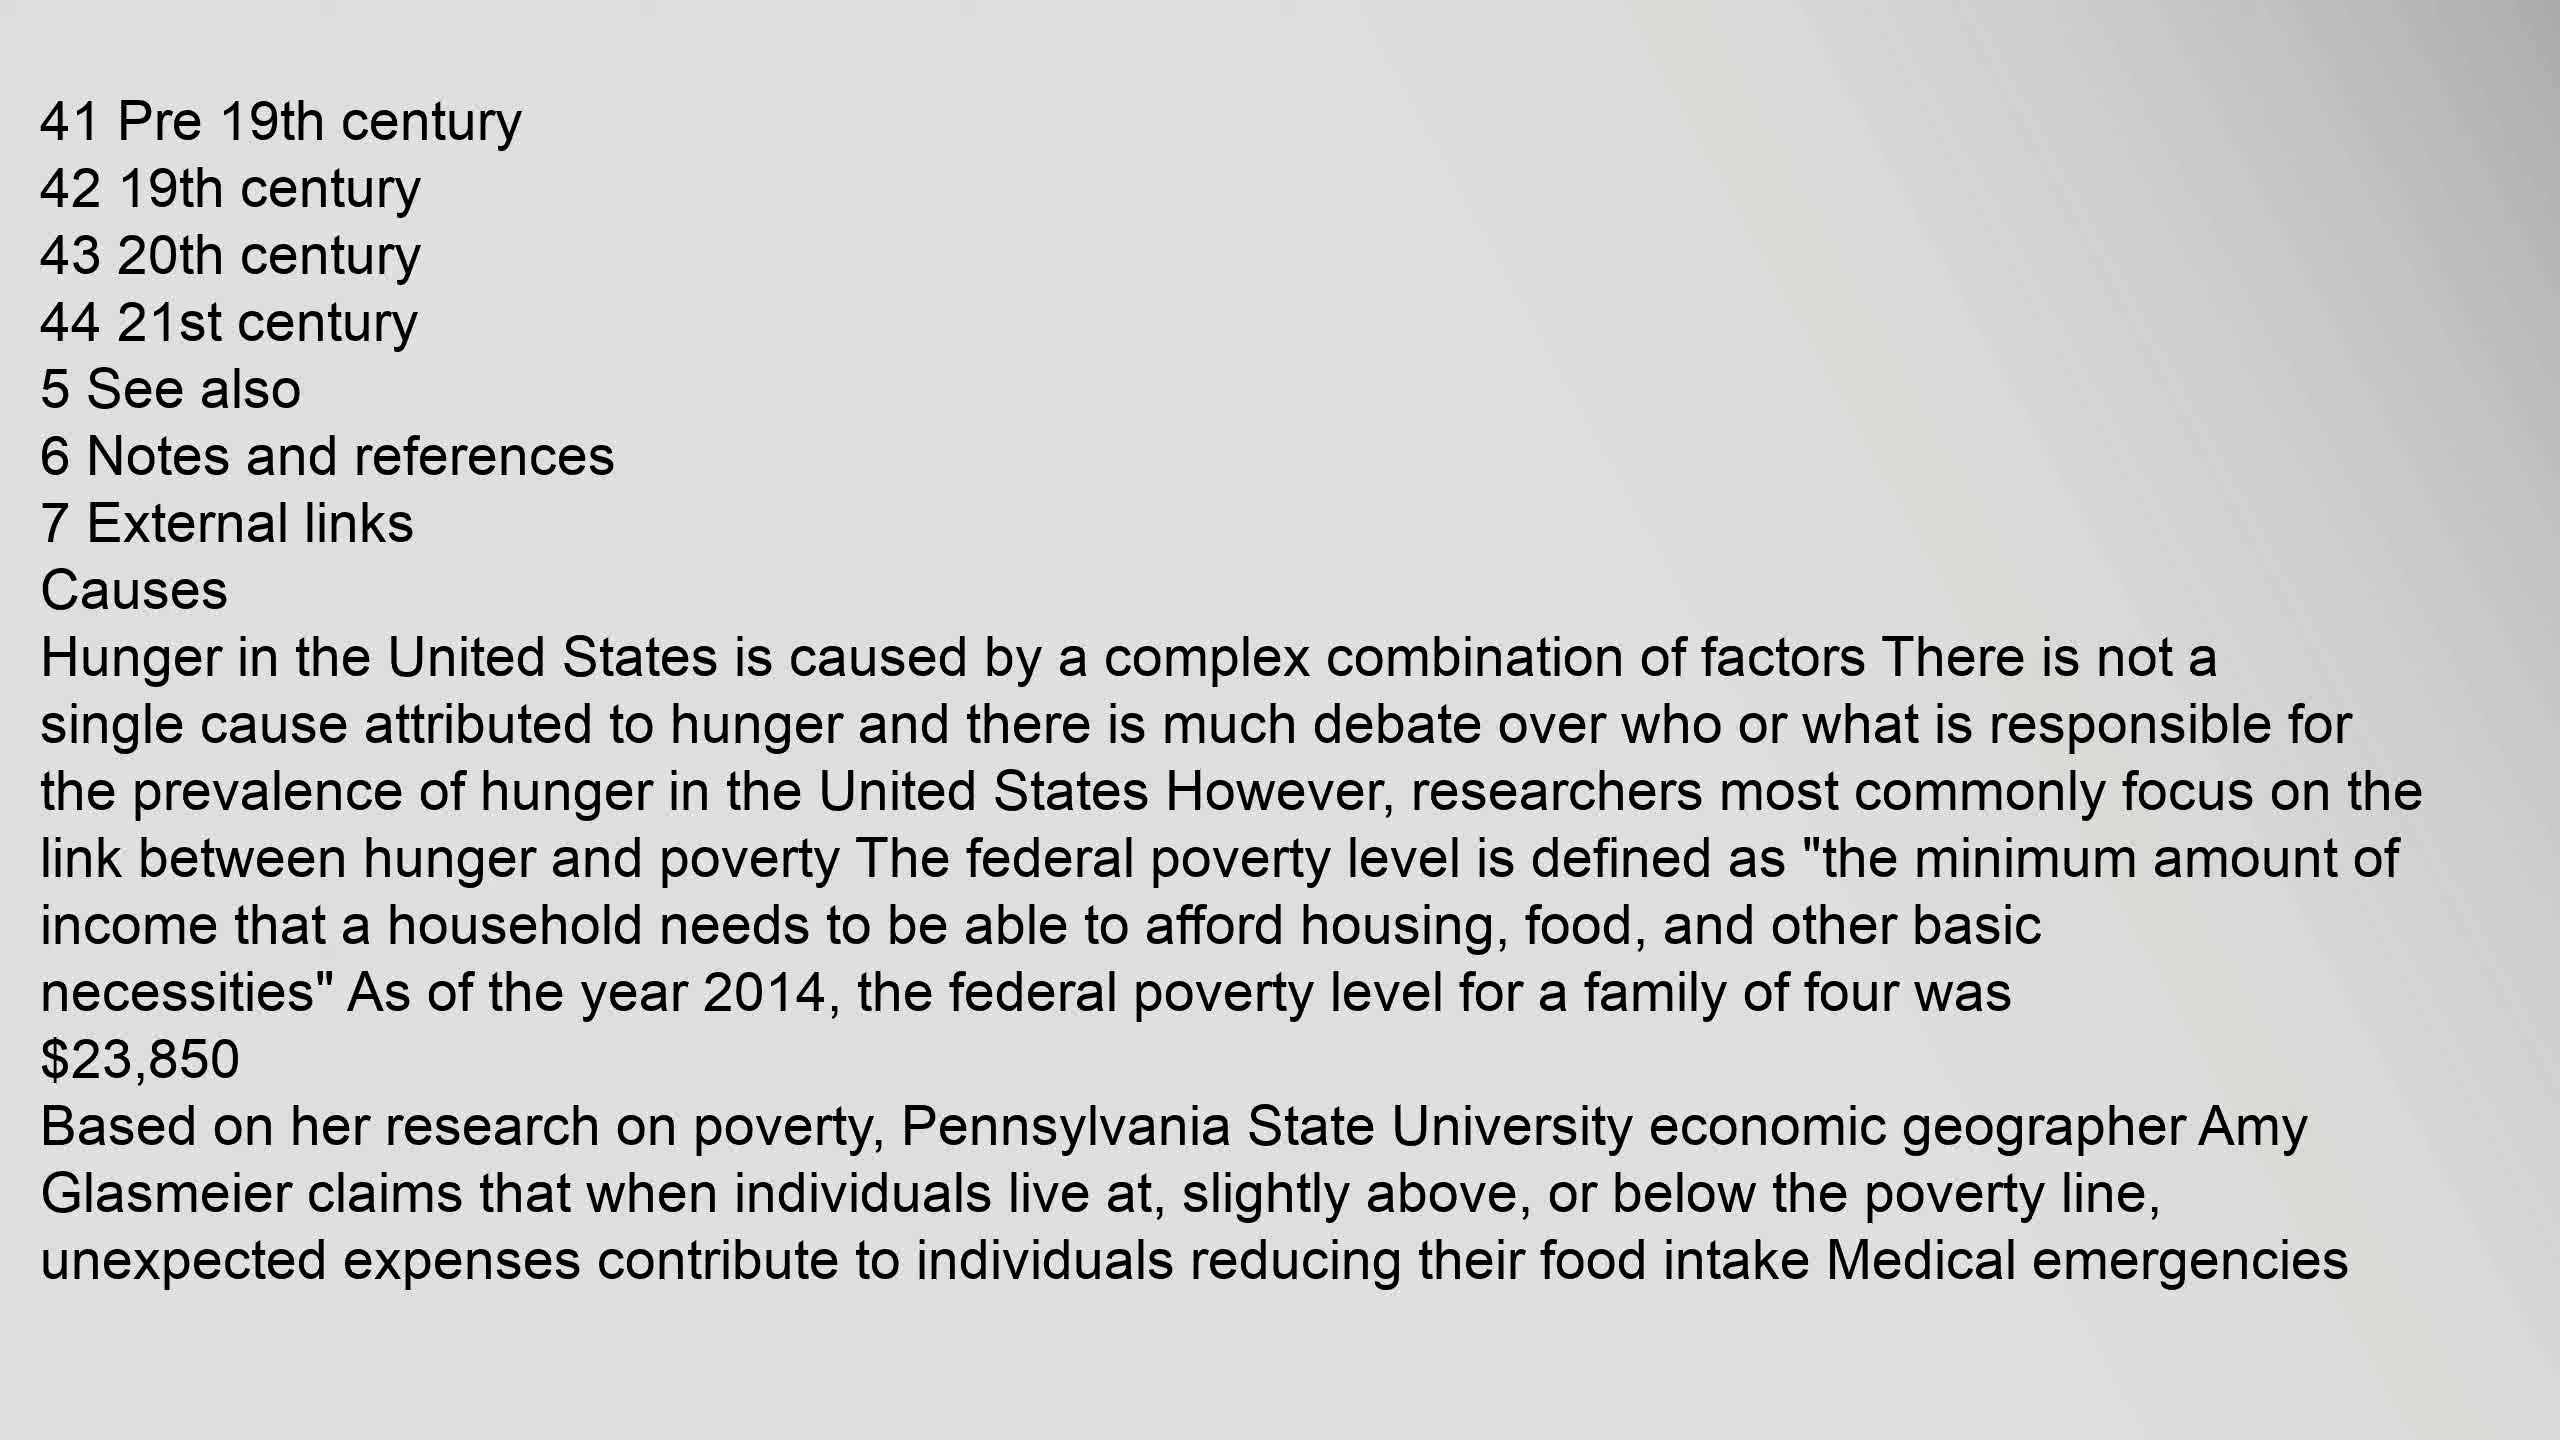 41 Pre 19th century
42 19th century
43 20th century
44 21st century
5 See also
6 Notes and references
7 External links
Causes
Hunger in the United States is caused by a complex combination of factors There is not a
single cause attributed to hunger and there is much debate over who or what is responsible for
the prevalence of hunger in the United States However, researchers most commonly focus on the
link between hunger and poverty The federal poverty level is defined as "the minimum amount of
income that a household needs to be able to afford housing, food, and other basic
necessities" As of the year 2014, the federal poverty level for a family of four was
$23,850
Based on her research on poverty, Pennsylvania State University economic geographer Amy
Glasmeier claims that when individuals live at, slightly above, or below the poverty line,
unexpected expenses contribute to individuals reducing their food intake Medical emergencies